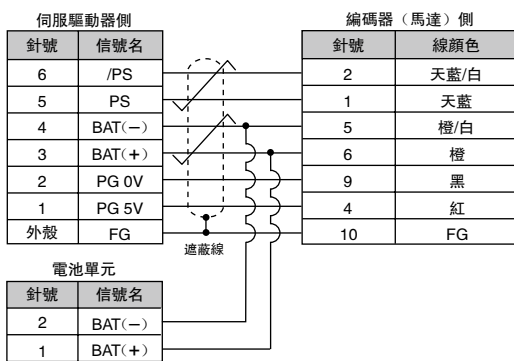 伺服驅動器側 編碼器（馬達）側
針號 信號名 針號 線顏色
6 /PS 2 天藍/白
5 PS 1 天藍
4 BAT(－) 5 橙/白
3 BAT(＋) 6 橙
2 PG 0V 9 黑
1 PG 5V 4 紅
外殼 FG 10 FG
遮蔽線
電池單元
針號 信號名
2 BAT(－)
1 BAT(＋)